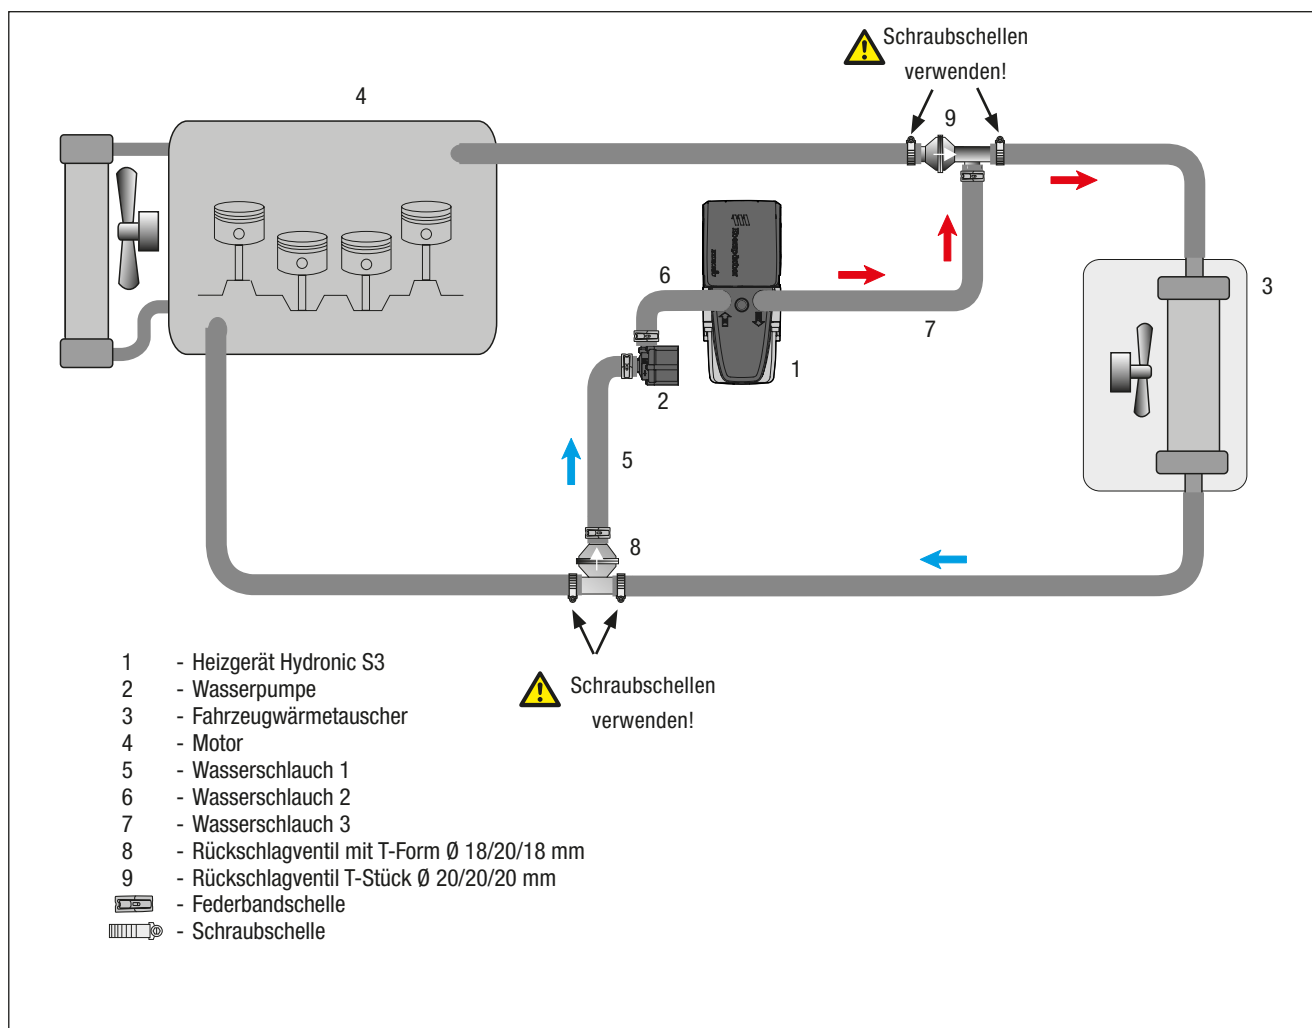 Schraubschellen
verwenden!
4
9
3
6
7
1
2
5
8
Schraubschellen
verwenden!
1 - Heizgerät Hydronic S3
2 - Wasserpumpe
3 - Fahrzeugwärmetauscher
4 - Motor
5 - Wasserschlauch 1
6 - Wasserschlauch 2
7 - Wasserschlauch 3
8 - Rückschlagventil mit T-Form Ø 18/20/18 mm
9 - Rückschlagventil T-Stück Ø 20/20/20 mm
- Federbandschelle
- Schraubschelle